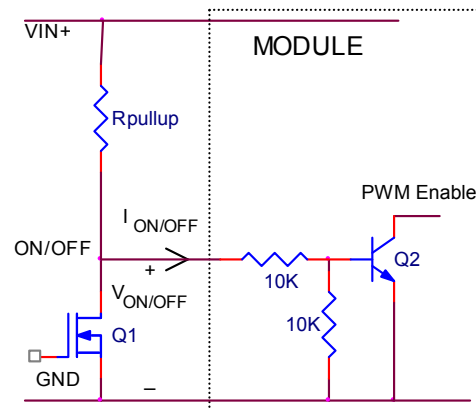 VIN+
MODULE
Rpullup
PWM Enable
I ON/OFF
ON/OFF
+
Q2
10K
V ON/OFF
10K
Q1
GND
–